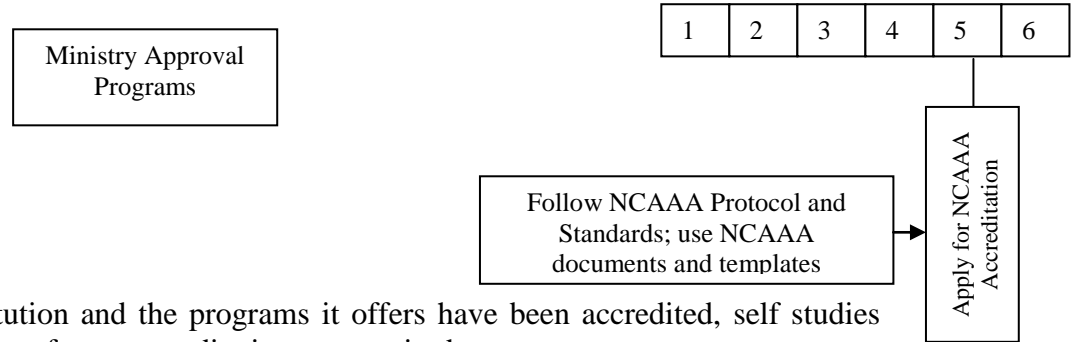 1 2 3 4 5 6
Ministry Approval
Programs
Apply for NCAAA
Accreditation
Follow NCAAA Protocol and
Standards; use NCAAA
documents and templates
tution and the programs it offers have been accredited, self studies